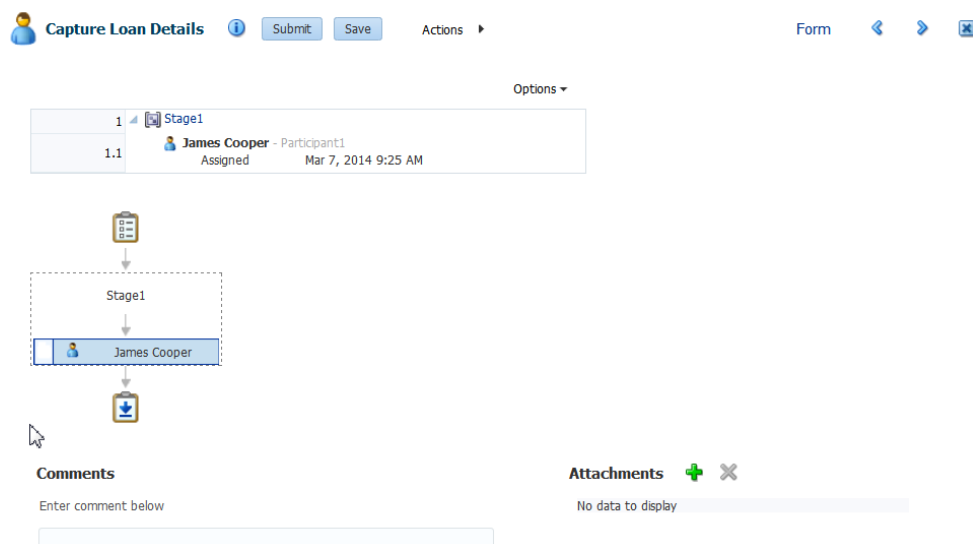 Capture Loan Details Submit Save Actions Form
Options
1 Stage1
1.1 James Cooper - Participant1
Assigned Mar 7, 2014 9:25 AM
Stage1
James Cooper
Comments Attachments
Enter comment below No data to display